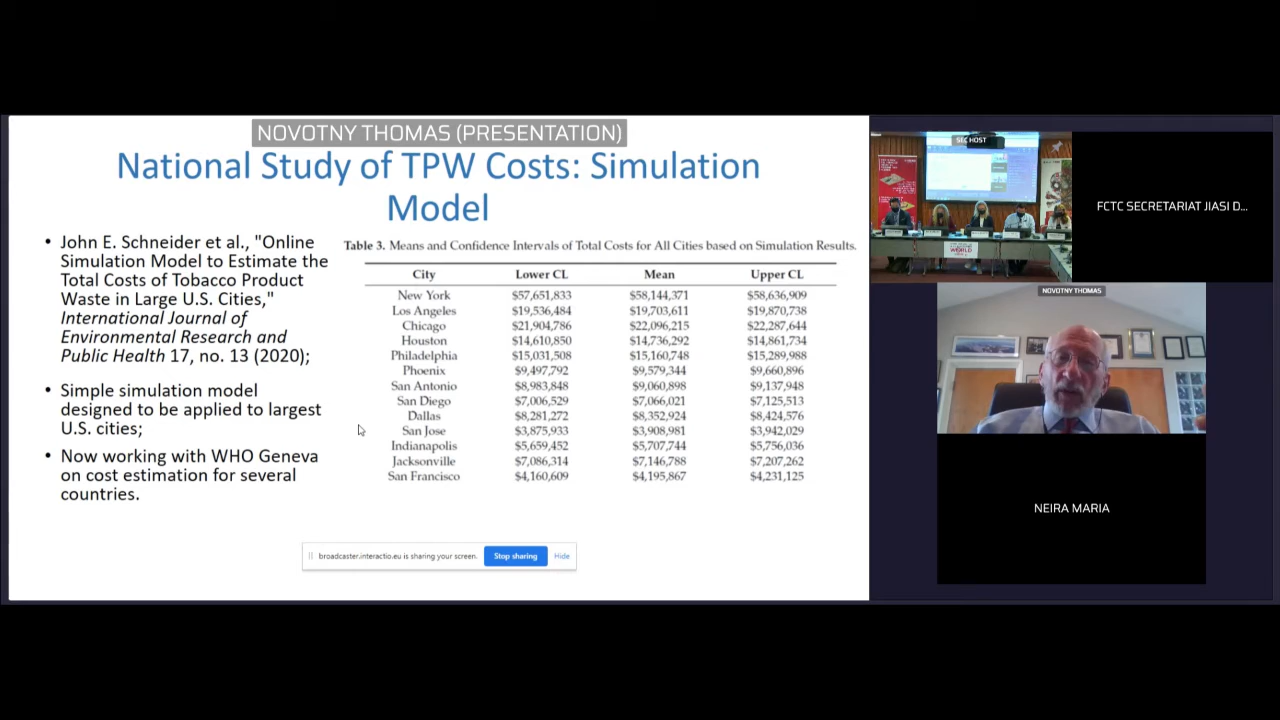 NOVOTNY THOMAS (PRESENTATION)
National Study of TPW Costs: Simulation
Model
• John E. Schneider et al., "Online
Simulation Model to Estimate the
Total Costs of Tobacco Product
Waste in Large U.S. Cities,"
International Journal of
Environmental Research and
Public Health 17, no. 13 (2020);
• Simple simulation model
designed to be applied to largest
U.S. cities;
• Now working with WHO Geneva
on cost estimation for several
countries.
Table 3. Means and Confidence Intervals of Total Costs for All Cities based on Simulation Results.
City Lower CL Mean Upper CL
New York $57,651,833 $58,144,371 $58,636,909
Los Angeles $19,536,484 $19,703,611 $19,870,738
Chicago $21,904,786 $22,096,215 $22,287,644
Houston $14,610,850 $14,736,292 $14,861,734
Philadelphia $15,031,508 $15,160,748 $15,289,988
Phoenix $9,497,792 $9,579,344 $9,660,896
San Antonio $8,983,848 $9,060,898 $9,137,948
San Diego $7,006,529 $7,066,021 $7,125,513
Dallas $8,281,272 $8,352,924 $8,424,576
San Jose $3,875,933 $3,908,981 $3,942,029
Indianapolis $5,659,452 $5,707,744 $5,756,036
Jacksonville $7,086,314 $7,146,788 $7,207,262
San Francisco $4,160,609 $4,195,867 $4,231,125
broadcaster.interactio.eu is sharing your screen. Stop sharing Hide
HOST
FCTC SECRETARIAT JIASI D...
WORLD
NOVOTNY THOMAS
NEIRA MARIA